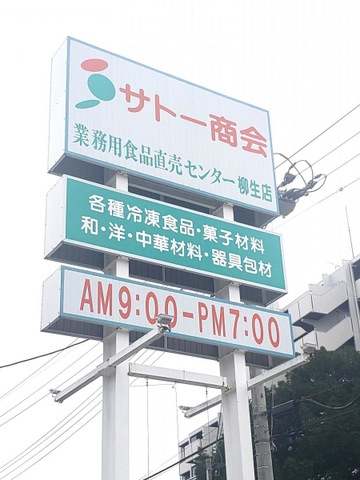 サトー商会
業務用食品直売センター柳生店
各種冷凍食品・菓子材料
和・洋・中華材料・器具包材
AM9:00-PM7:00